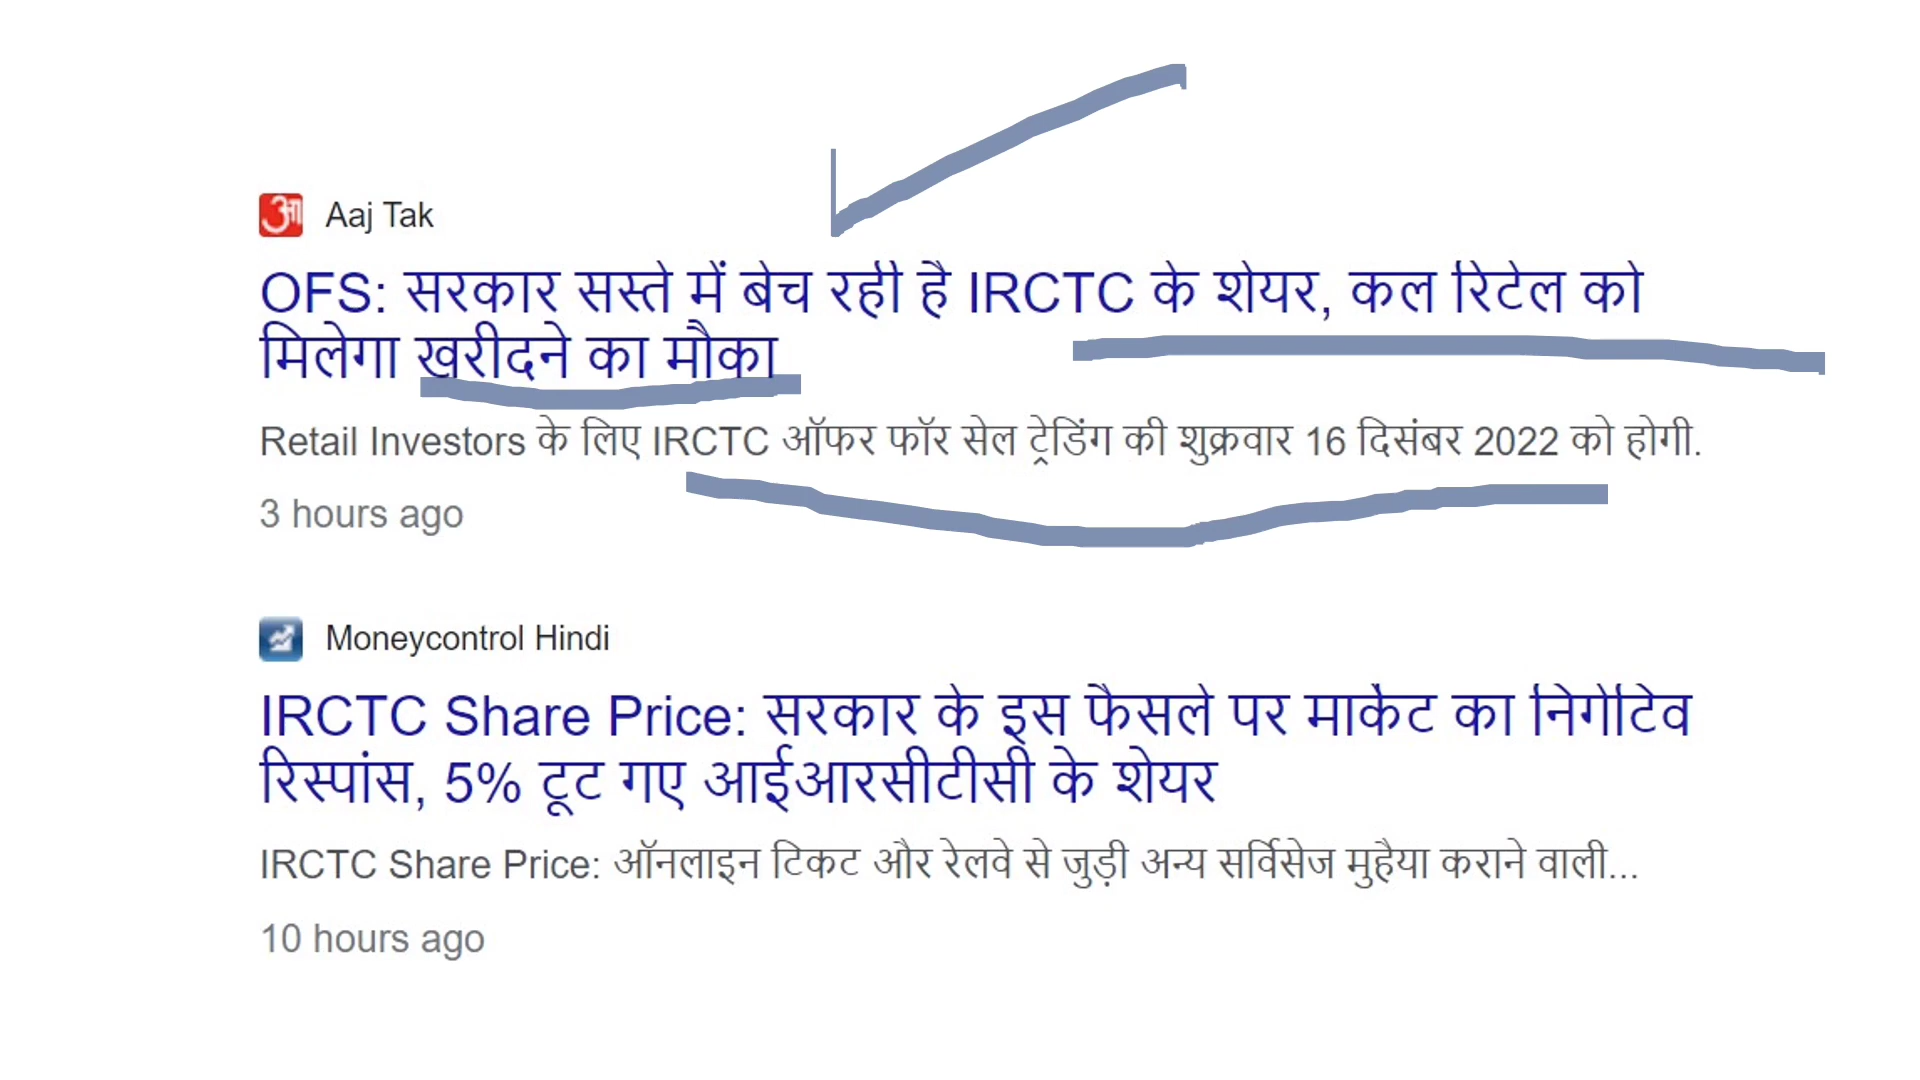 Aaj Tak
OFS: सरकार सस्ते में बेच रही है IRCTC के शेयर, कल रिटेल को
मिलेगा खरीदने का मौका
Retail Investors के लिए IRCTC ऑफर फॉर सेल ट्रेडिंग की शुक्रवार 16 दिसंबर 2022 को होगी.
3 hours ago
Moneycontrol Hindi
IRCTC Share Price: सरकार के इस फैसले पर मार्केट का निगेटिव
रिस्पांस, 5% टूट गए आईआरसीटीसी के शेयर
IRCTC Share Price: ऑनलाइन टिकट और रेलवे से जुड़ी अन्य सर्विसेज मुहैया कराने वाली...
10 hours ago